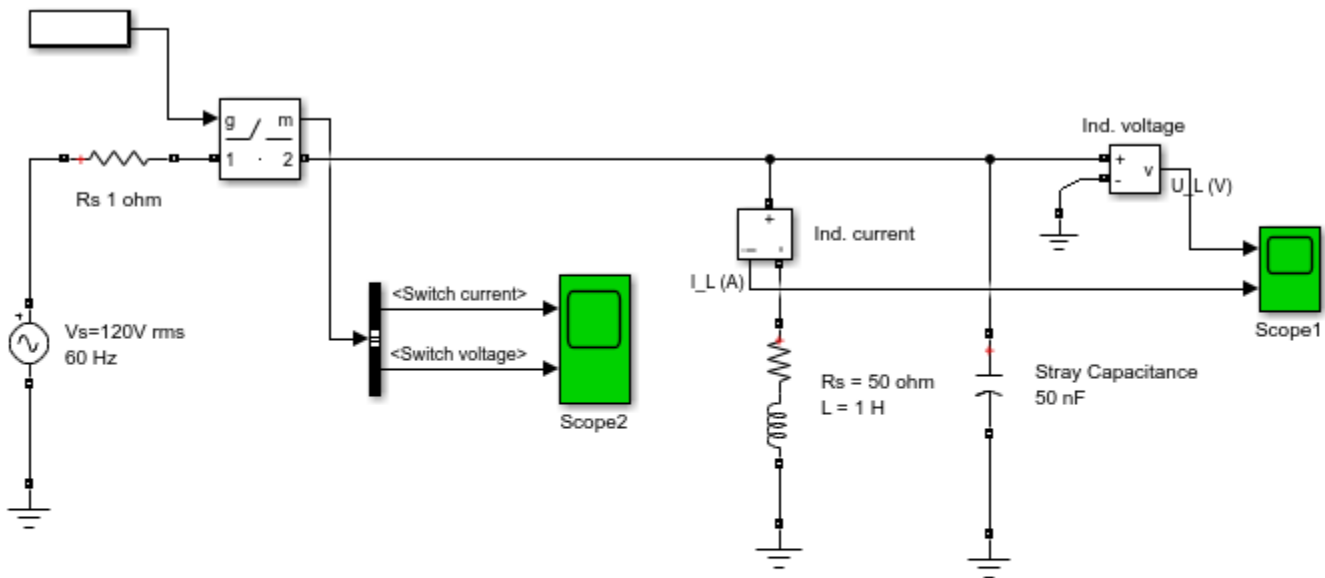 g
m
1
2
Rs 1 ohm
Vs=120V rms
60 Hz
<Switch current>
<Switch voltage>
Scope2
Ind. current
I_L (A)
Rs = 50 ohm
L = 1 H
Stray Capacitance
50 nF
Ind. voltage
v
U_L (V)
Scope1